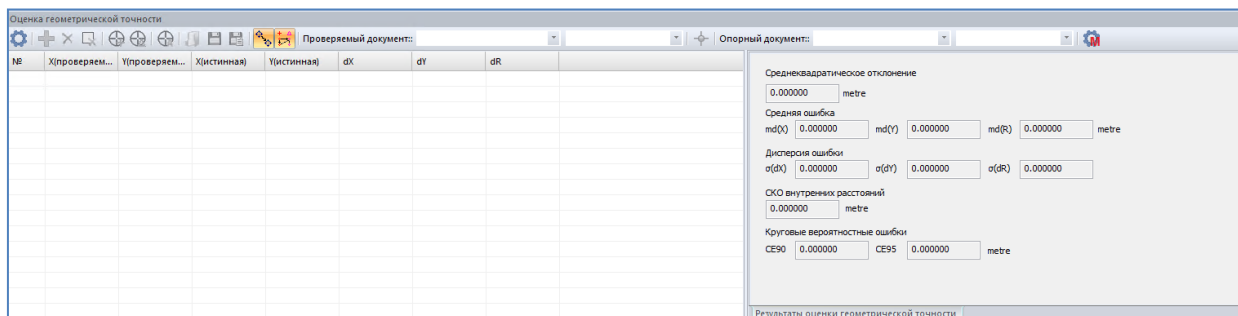 Оценка геометрической точности
Проверяемый документ:: Опорный документ::
№ X(проверяем... Y(проверяем... X(истинная) Y(истинная) dX dY dR
Среднеквадратическое отклонение
0.000000 metre
Средняя ошибка
md(X) 0.000000 md(Y) 0.000000 md(R) 0.000000 metre
Дисперсия ошибки
σ(dX) 0.000000 σ(dY) 0.000000 σ(dR) 0.000000
СКО внутренних расстояний
0.000000 metre
Круговые вероятностные ошибки
CE90 0.000000 CE95 0.000000 metre
Результаты оценки геометрической точности